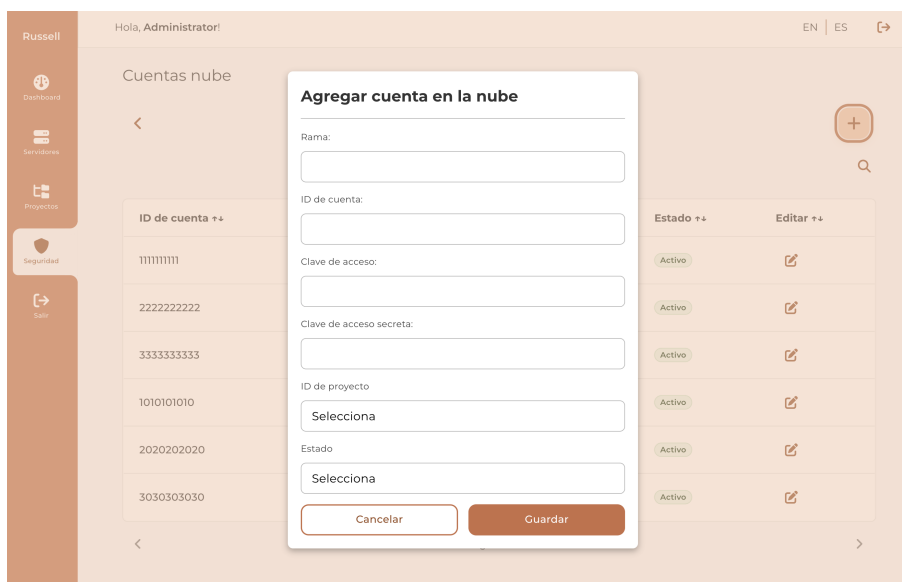 Russell
Hola, Administrator!
EN | ES
Dashboard
Servidores
Proyectos
Seguridad
Salir
Cuentas nube
ID de cuenta ↑↓
Estado ↑↓
Editar ↑↓
1111111111
Activo
2222222222
Activo
3333333333
Activo
1010101010
Activo
2020202020
Activo
3030303030
Activo
Agregar cuenta en la nube
Rama:
ID de cuenta:
Clave de acceso:
Clave de acceso secreta:
ID de proyecto
Selecciona
Estado
Selecciona
Cancelar
Guardar